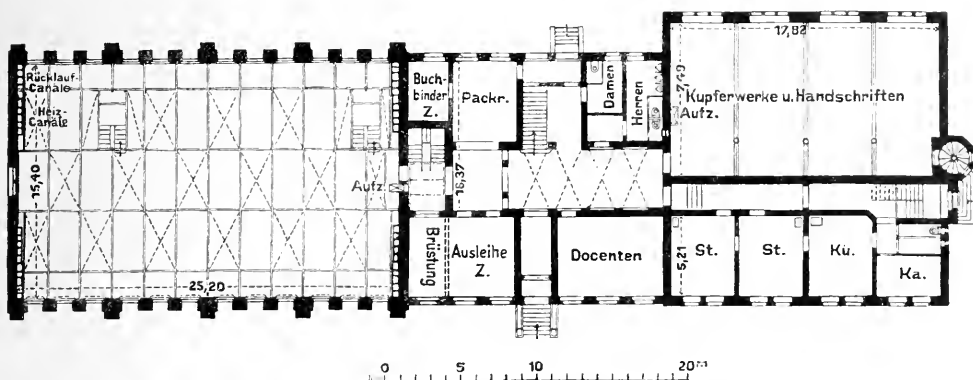 Rücklauf-
Canäle
Heiz-
Canäle
15,40
25,20
Aufz.
Buch-
binder
Z.
Packr.
16,37
Brüstung
Ausleihe
Z.
Docenten
Damen
Herren
17,82
7,40
Kupferwerke u. Handschriften
Aufz.
5,21
St.
St.
Kü.
Ka.
0 5 10 20 m